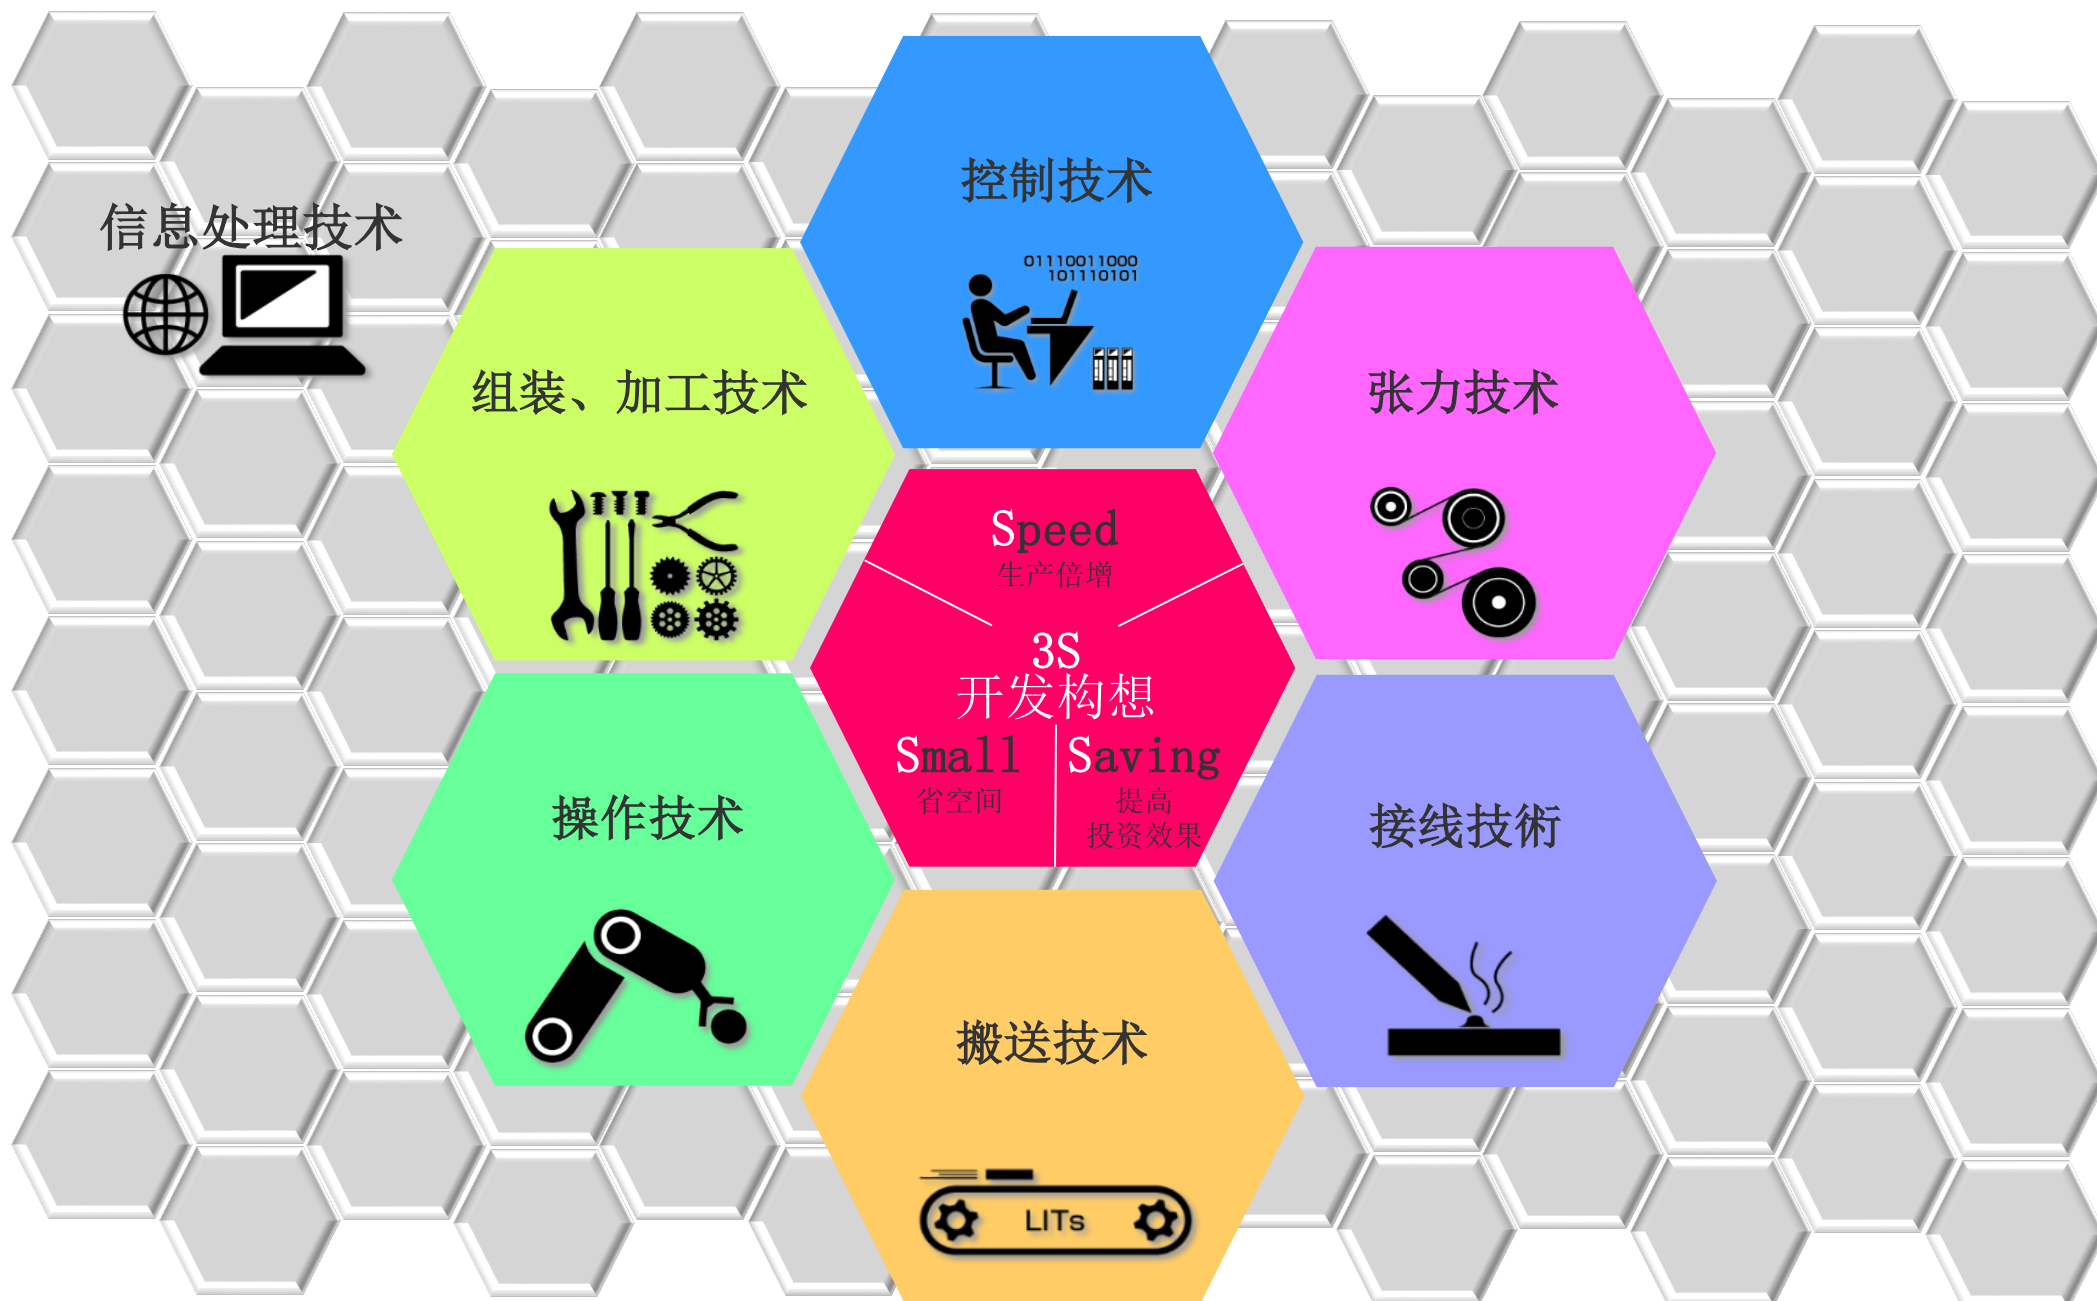 控制技术
01110011000
101110101
信息处理技术
组装、加工技术
张力技术
Speed
生产倍增
3S
开发构想
Small
省空间
Saving
提高
投资效果
操作技术
接线技術
搬送技术
LITs